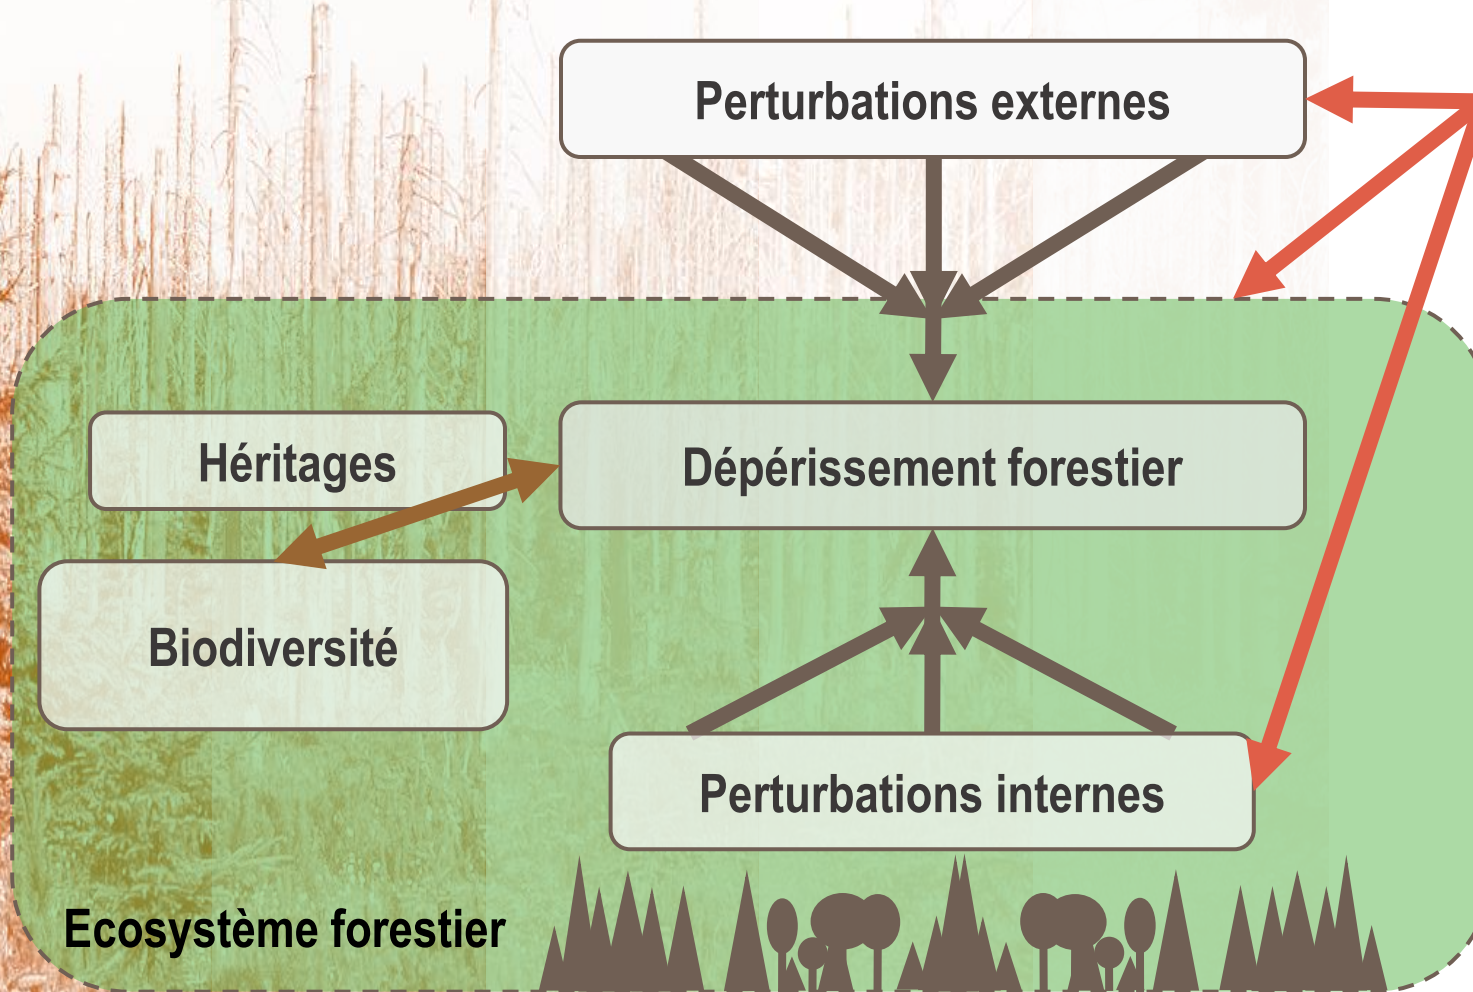 Perturbations externes
Héritages
Dépérissement forestier
Biodiversité
Perturbations internes
Ecosystème forestier